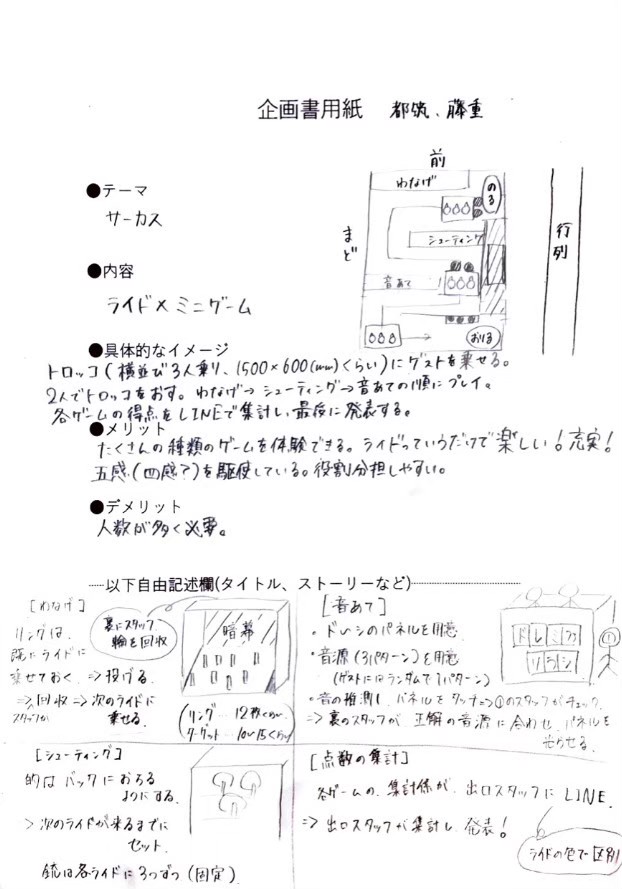 企画書用紙 都筑、藤重
●テーマ
サーカス
●内容
ライド×ミニゲーム
前
わなげ
のる
シューティング
まど
音あて
おりる
行列
●具体的なイメージ
トロッコ(横並び3人乗り、1500×600(mm)くらい)にゲストを乗せる。
2人でトロッコをおす。わなげ→シューティング→音あての順にプレイ。
各ゲームの得点をLINEで集計し、最後に発表する。
●メリット
たくさんの種類のゲームを体験できる。ライドっていうだけで楽しい!充実!
五感(四感?)を駆使している。役割分担しやすい。
●デメリット
人数が多く必要。
以下自由記述欄(タイトル、ストーリーなど)
[わなげ]
リングは、
既にライドに
乗せておく
⇒投げる。
⇒回収⇒次のライドに
スタッフが
乗せる。
裏にスタッフ、
輪を回収
暗幕
リング…12枚くらい
ターゲット…10~15くらい
[音あて]
・ド~シのパネルを用意
・音源(3パターン)を用意
(ゲストにはランダムで1パターン)
・音の推測し、パネルをタッチ⇒①のスタッフがチェック
⇒裏のスタッフが正解の音源に合わせ、パネルを
光らせる。
ド レ ミ ファ
ソ ラ シ
①
[シューティング]
的はバックにおちる
ようにする。
>次のライドが来るまでに
セット。
銃は各ライドに3つずつ(固定)
[点数の集計]
各ゲームの、集計係が、出口スタッフにLINE。
⇒出口スタッフが集計し、発表!
ライドの色で区別